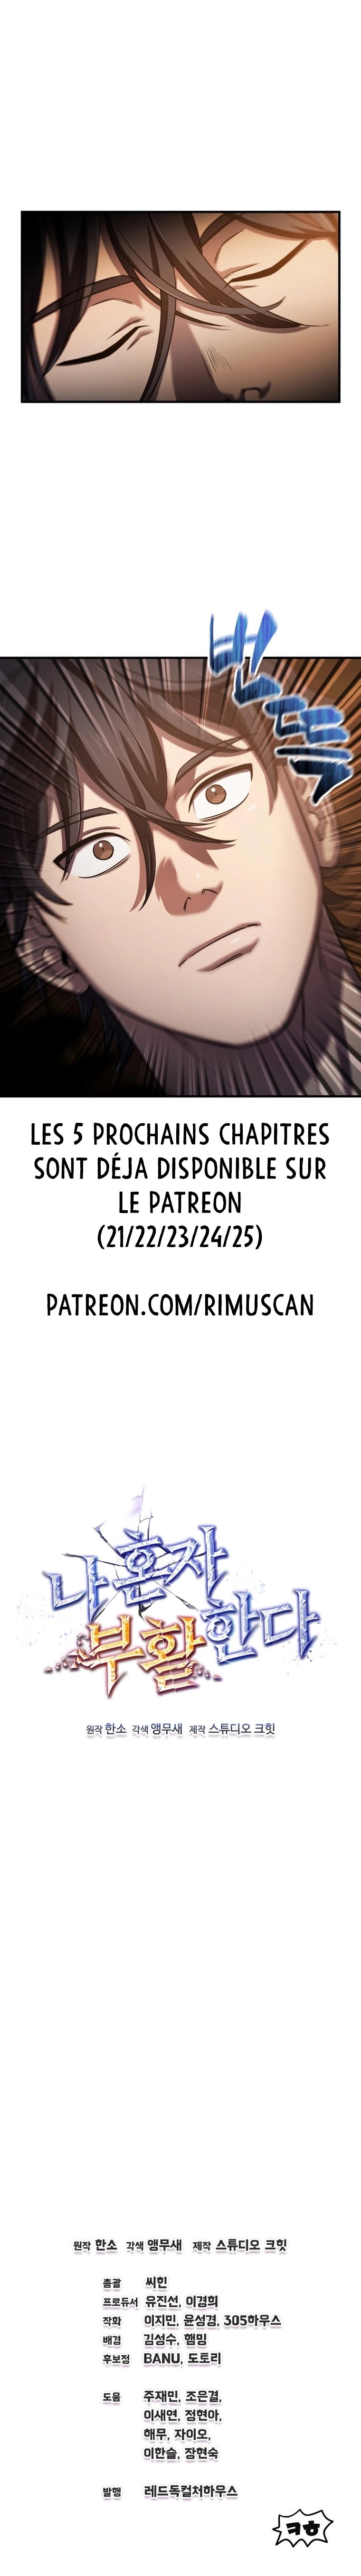 번
뜩
LES 5 PROCHAINS CHAPITRES
SONT DÉJA DISPONIBLE SUR
LE PATREON
(21/22/23/24/25)
PATREON.COM/RIMUSCAN
나 혼자
부활한다
원작 한소 각색 앵무새 제작 스튜디오 크힛
원작 한소 각색 앵무새 제작 스튜디오 크힛
총괄 씨힌
프로듀서 유진선, 이겸희
작화 이지민, 윤성경, 305하우스
배경 김성수, 햄밍
후보정 BANU, 도토리
도움 주재민, 조은결,
이새연, 정현아,
해무, 자이오,
이한슬, 장현숙
발행 레드독컬처하우스
ㅋㅎ